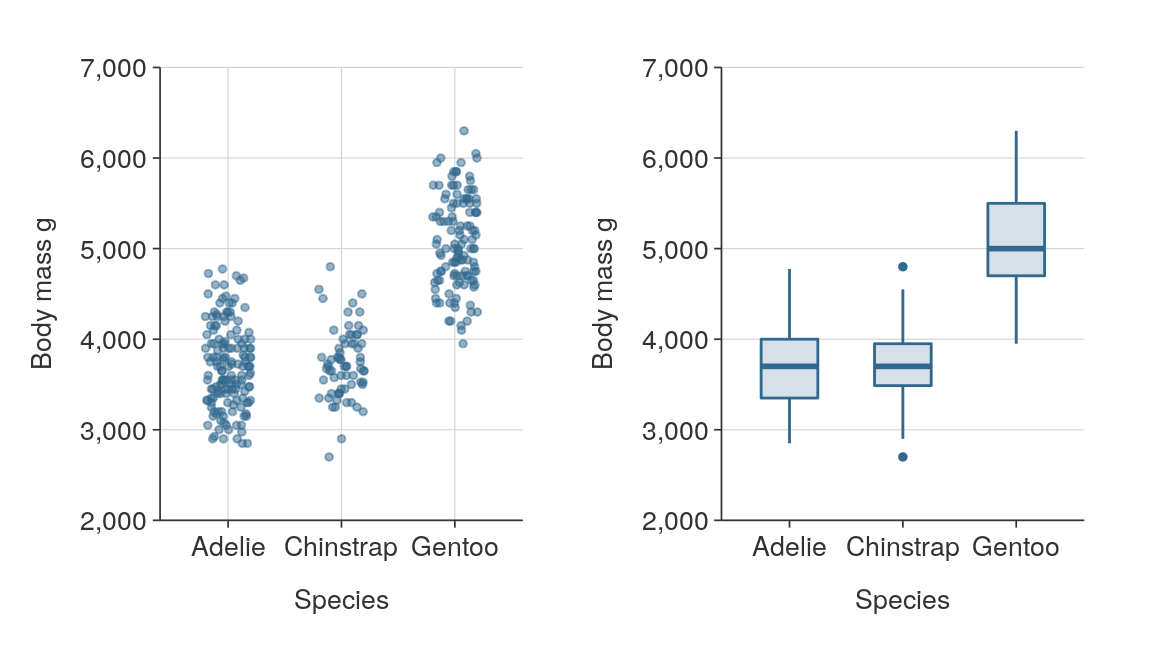 7,000
6,000
5,000
4,000
3,000
2,000
Body mass g
Adelie Chinstrap Gentoo
Species
7,000
6,000
5,000
4,000
3,000
2,000
Body mass g
Adelie Chinstrap Gentoo
Species